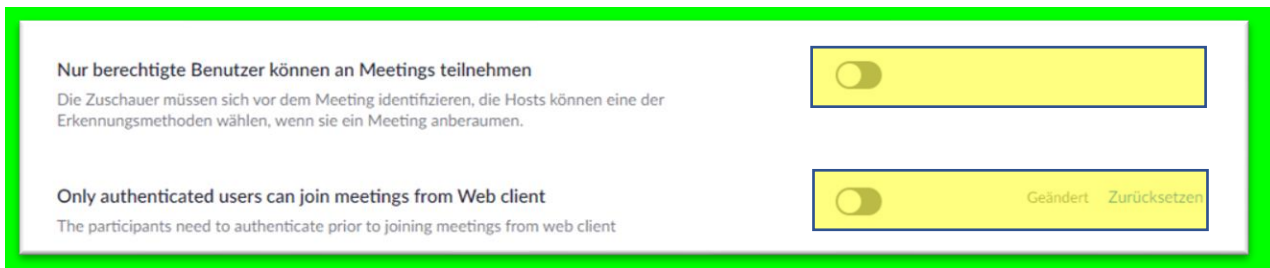 Nur berechtigte Benutzer können an Meetings teilnehmen
Die Zuschauer müssen sich vor dem Meeting identifizieren, die Hosts können eine der
Erkennungsmethoden wählen, wenn sie ein Meeting anberaumen.
Only authenticated users can join meetings from Web client
Geändert Zurücksetzen
The participants need to authenticate prior to joining meetings from web client